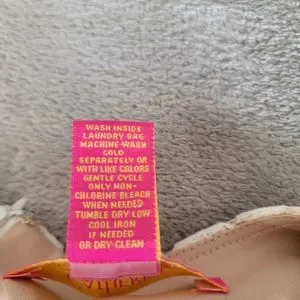 WASH INSIDE
LAUNDRY BAG
MACHINE WASH
COLD
SEPARATELY OR
WITH LIKE COLORS
GENTLE CYCLE
ONLY NON-
CHLORINE BLEACH
WHEN NEEDED
TUMBLE DRY LOW
COOL IRON
IF NEEDED
OR DRY CLEAN